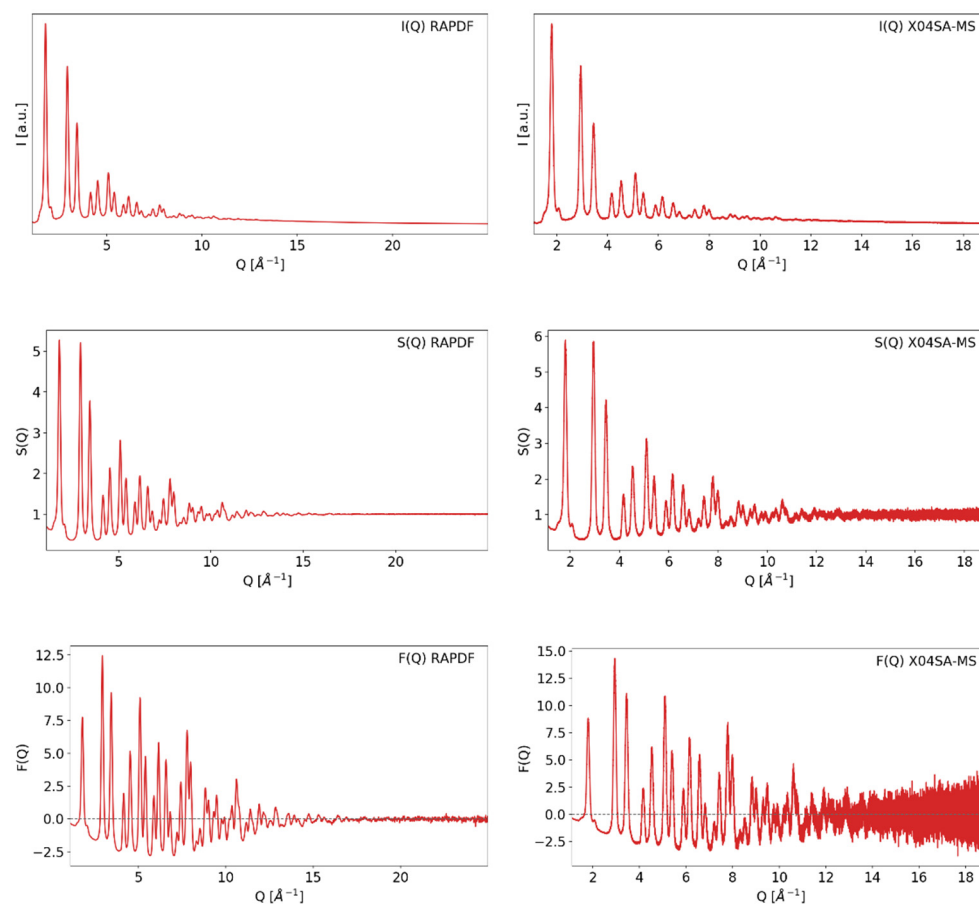 I(Q) RAPDF
I [a.u.]
5 10 15 20
Q [Å⁻¹]
I(Q) X04SA-MS
I [a.u.]
2 4 6 8 10 12 14 16 18
Q [Å⁻¹]
S(Q) RAPDF
S(Q)
5
4
3
2
1
5 10 15 20
Q [Å⁻¹]
S(Q) X04SA-MS
S(Q)
6
5
4
3
2
1
2 4 6 8 10 12 14 16 18
Q [Å⁻¹]
F(Q) RAPDF
F(Q)
12.5
10.0
7.5
5.0
2.5
0.0
−2.5
5 10 15 20
Q [Å⁻¹]
F(Q) X04SA-MS
F(Q)
15.0
12.5
10.0
7.5
5.0
2.5
0.0
−2.5
2 4 6 8 10 12 14 16 18
Q [Å⁻¹]